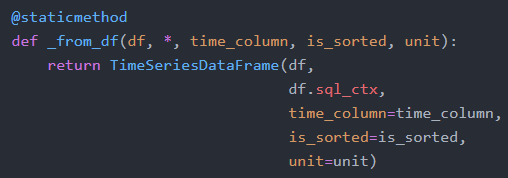 @staticmethod
def _from_df(df, *, time_column, is_sorted, unit):
    return TimeSeriesDataFrame(df,
                               df.sql_ctx,
                               time_column=time_column,
                               is_sorted=is_sorted,
                               unit=unit)